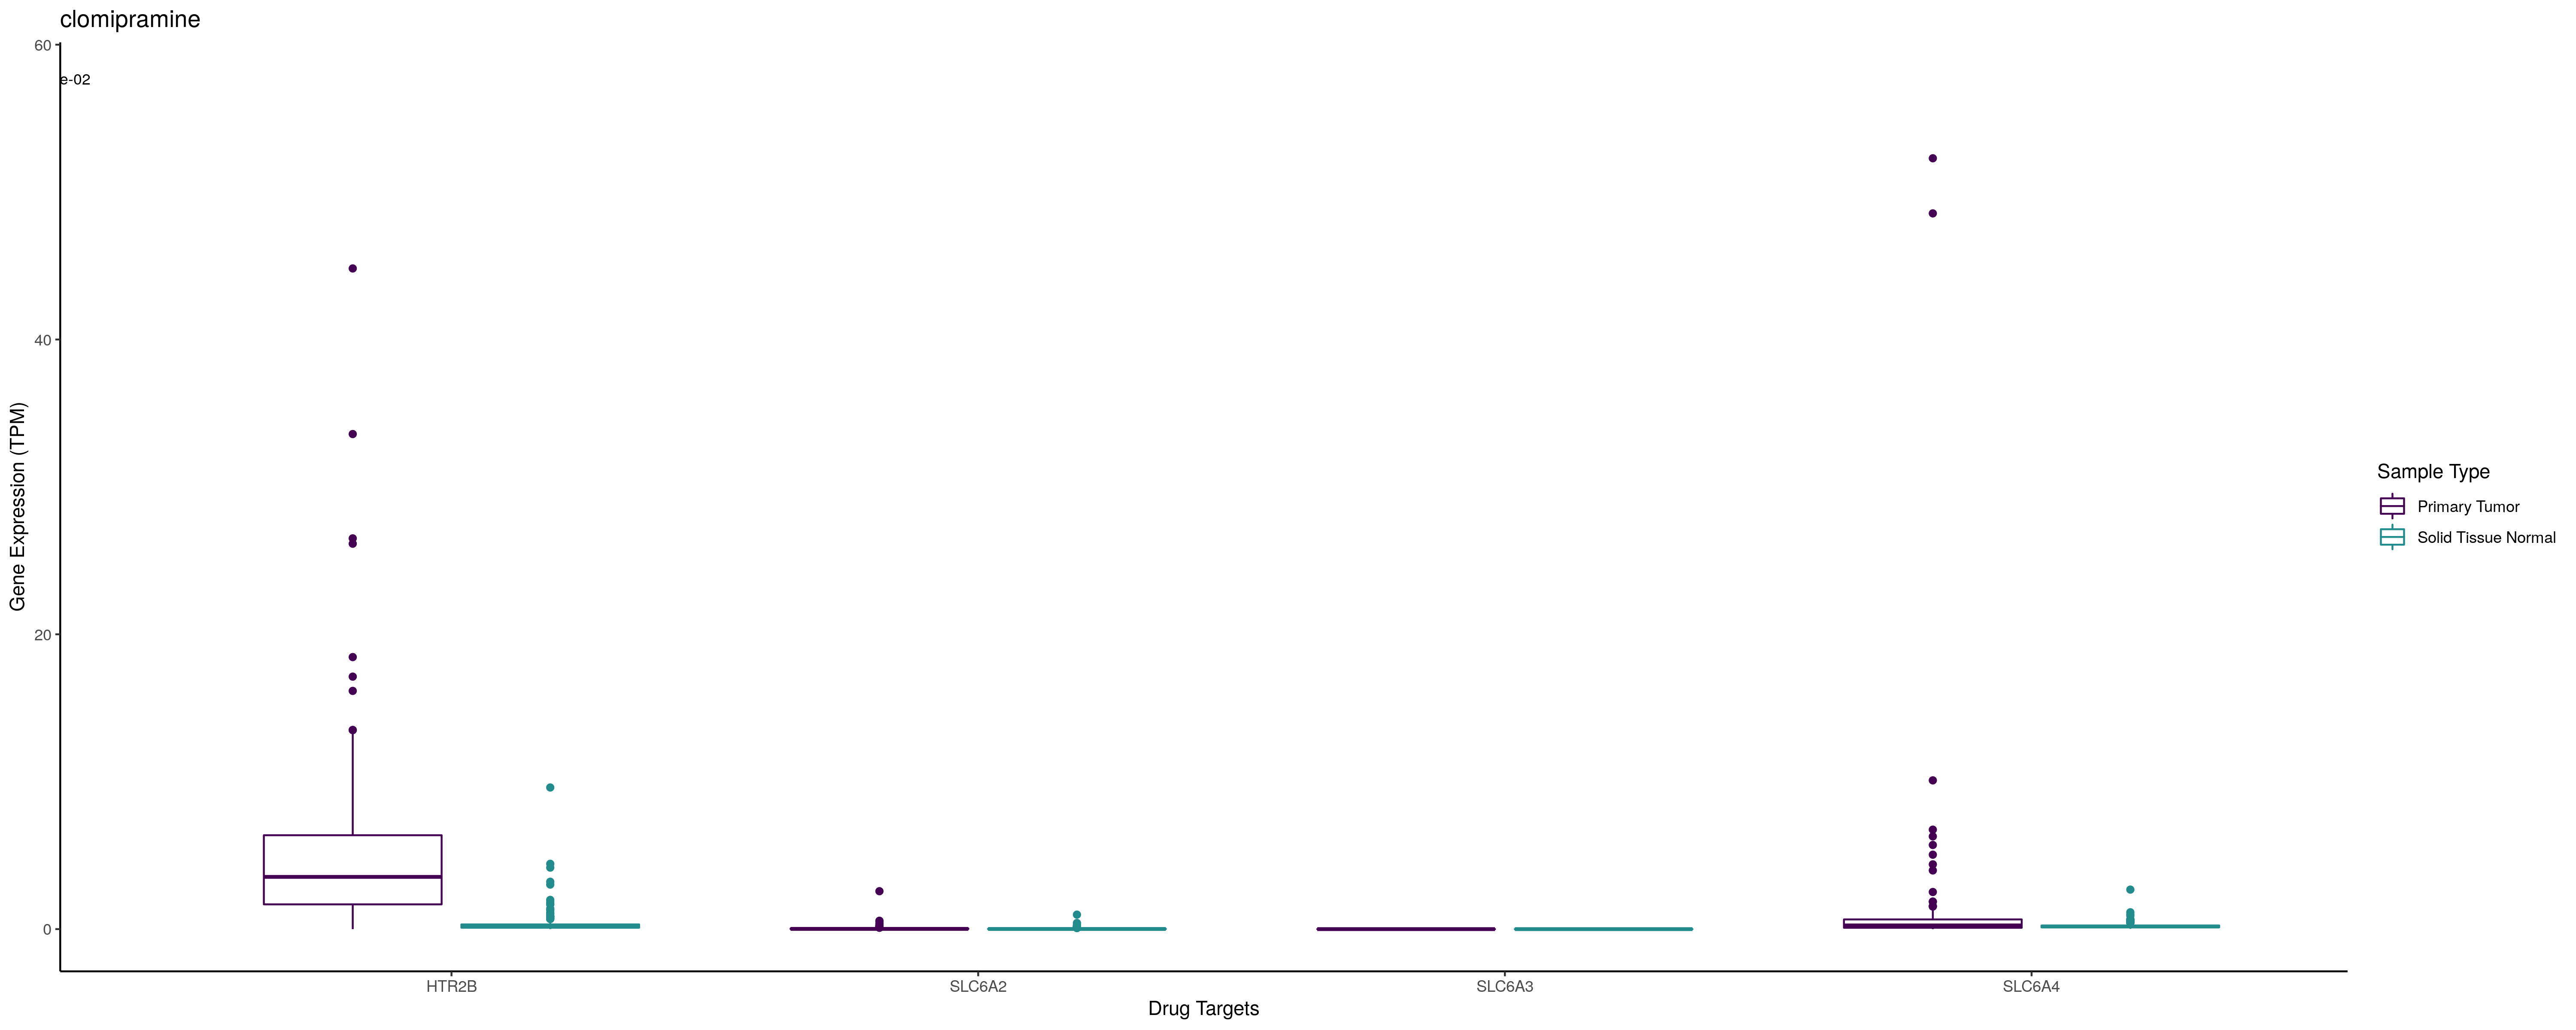 clomipramine
60
e-02
40
20
0
Gene Expression (TPM)
HTR2B
SLC6A2
SLC6A3
SLC6A4
Drug Targets
Sample Type
Primary Tumor
Solid Tissue Normal